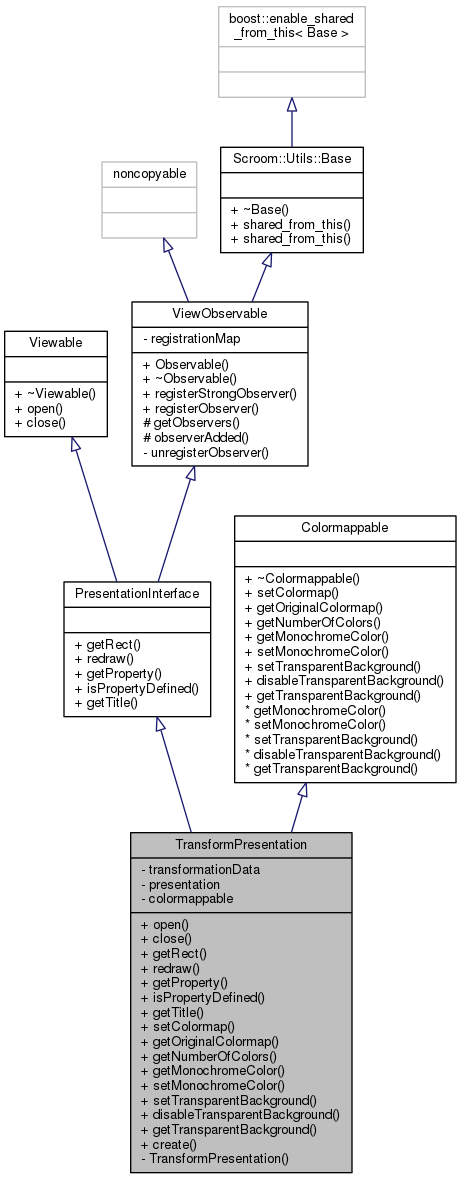 boost::enable_shared
_from_this< Base >
Scroom::Utils::Base
+ ~Base()
+ shared_from_this()
+ shared_from_this()
noncopyable
ViewObservable
- registrationMap
+ Observable()
+ ~Observable()
+ registerStrongObserver()
+ registerObserver()
# getObservers()
# observerAdded()
- unregisterObserver()
Viewable
+ ~Viewable()
+ open()
+ close()
PresentationInterface
+ getRect()
+ redraw()
+ getProperty()
+ isPropertyDefined()
+ getTitle()
Colormappable
+ ~Colormappable()
+ setColormap()
+ getOriginalColormap()
+ getNumberOfColors()
+ getMonochromeColor()
+ setMonochromeColor()
+ setTransparentBackground()
+ disableTransparentBackground()
+ getTransparentBackground()
* getMonochromeColor()
* setMonochromeColor()
* setTransparentBackground()
* disableTransparentBackground()
* getTransparentBackground()
TransformPresentation
- transformationData
- presentation
- colormappable
+ open()
+ close()
+ getRect()
+ redraw()
+ getProperty()
+ isPropertyDefined()
+ getTitle()
+ setColormap()
+ getOriginalColormap()
+ getNumberOfColors()
+ getMonochromeColor()
+ setMonochromeColor()
+ setTransparentBackground()
+ disableTransparentBackground()
+ getTransparentBackground()
+ create()
- TransformPresentation()